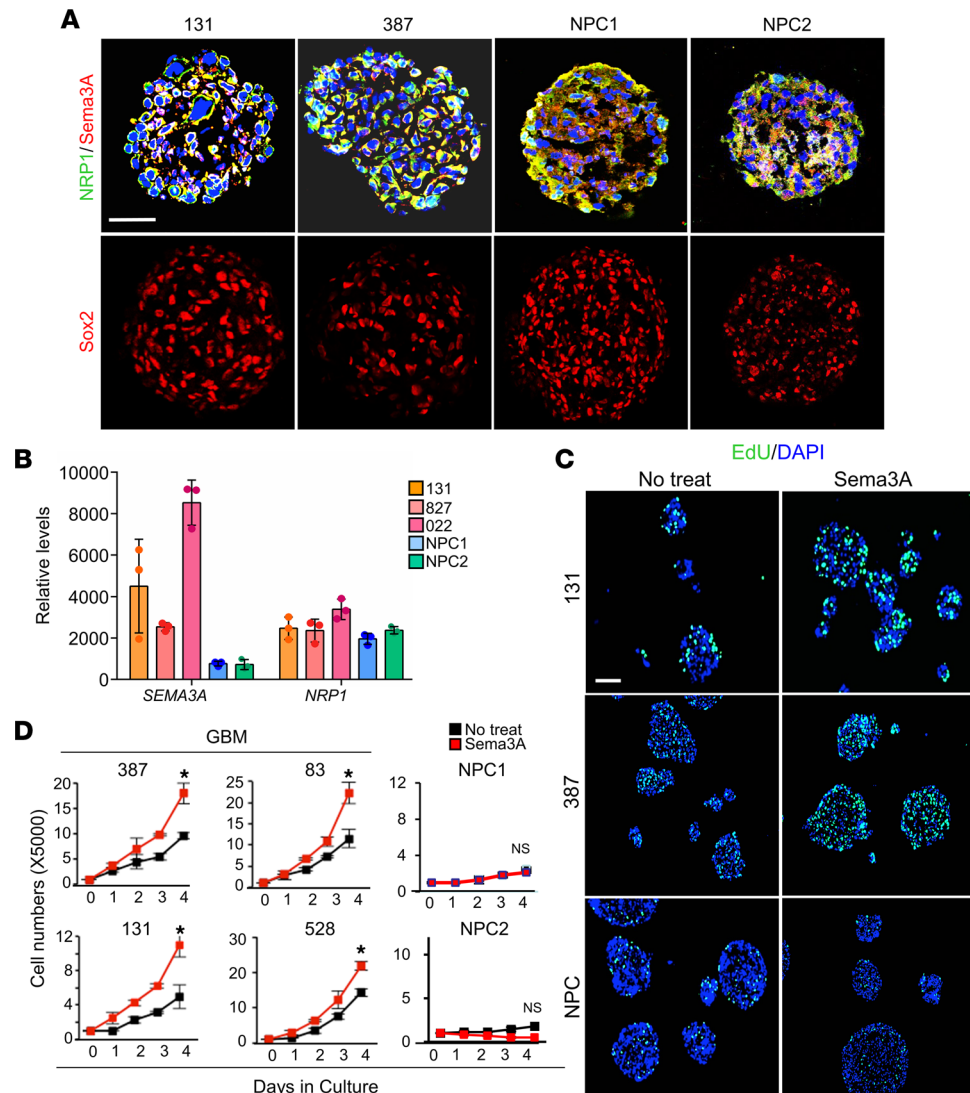 A
131 387 NPC1 NPC2
NRP1/Sema3A
Sox2
B
Relative levels
10000
8000
6000
4000
2000
0
SEMA3A NRP1
131
827
022
NPC1
NPC2
C
EdU/DAPI
No treat Sema3A
131
387
NPC
D
GBM
No treat
Sema3A
Cell numbers (X5000)
387
20
15
10
5
0
0 1 2 3 4
83
25
20
15
10
5
0
0 1 2 3 4
NPC1
12
8
4
0
0 1 2 3 4
131
12
8
4
0
0 1 2 3 4
528
30
20
10
0
0 1 2 3 4
NPC2
10
5
0
0 1 2 3 4
*
*
NS
*
*
NS
Days in Culture